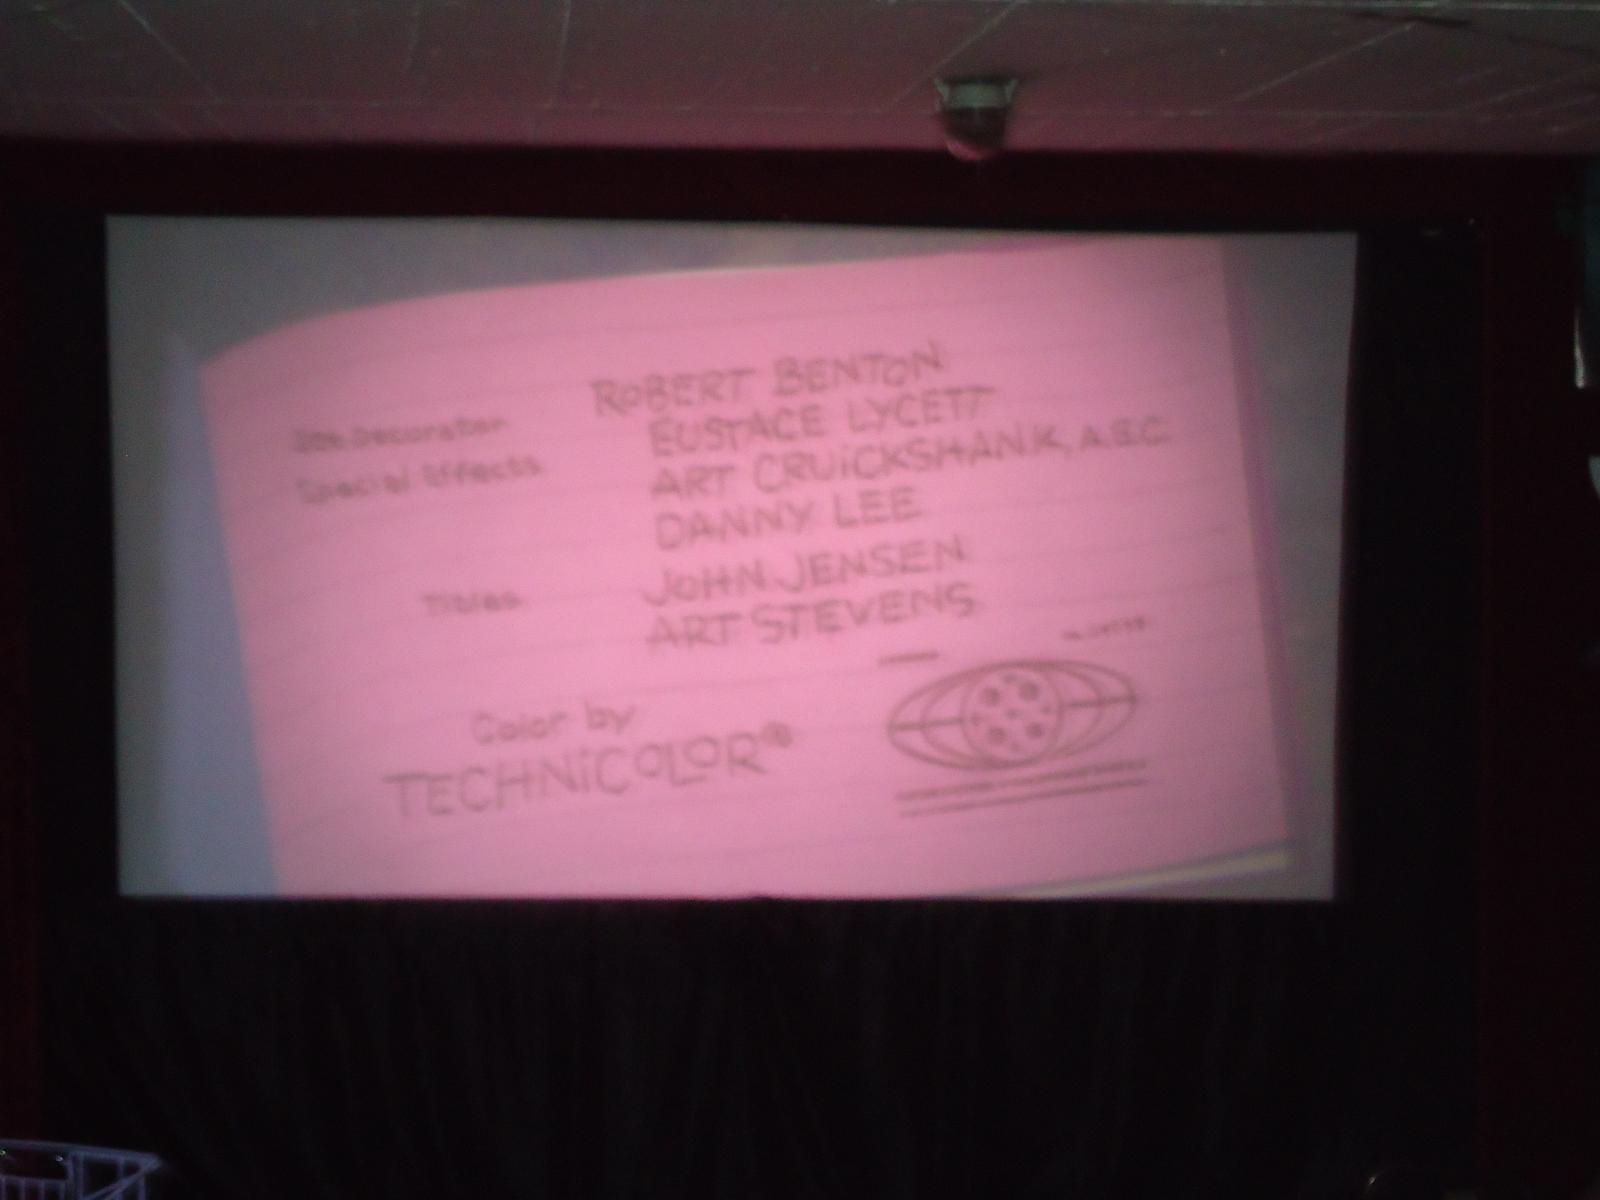 Set Decorator ROBERT BENTON
Special Effects EUSTACE LYCETT
ART CRUiCKSHANK, A.S.C.
DANNY LEE
Titles JOHN JENSEN
ART STEVENS
Color by
TECHNiCOLOR®